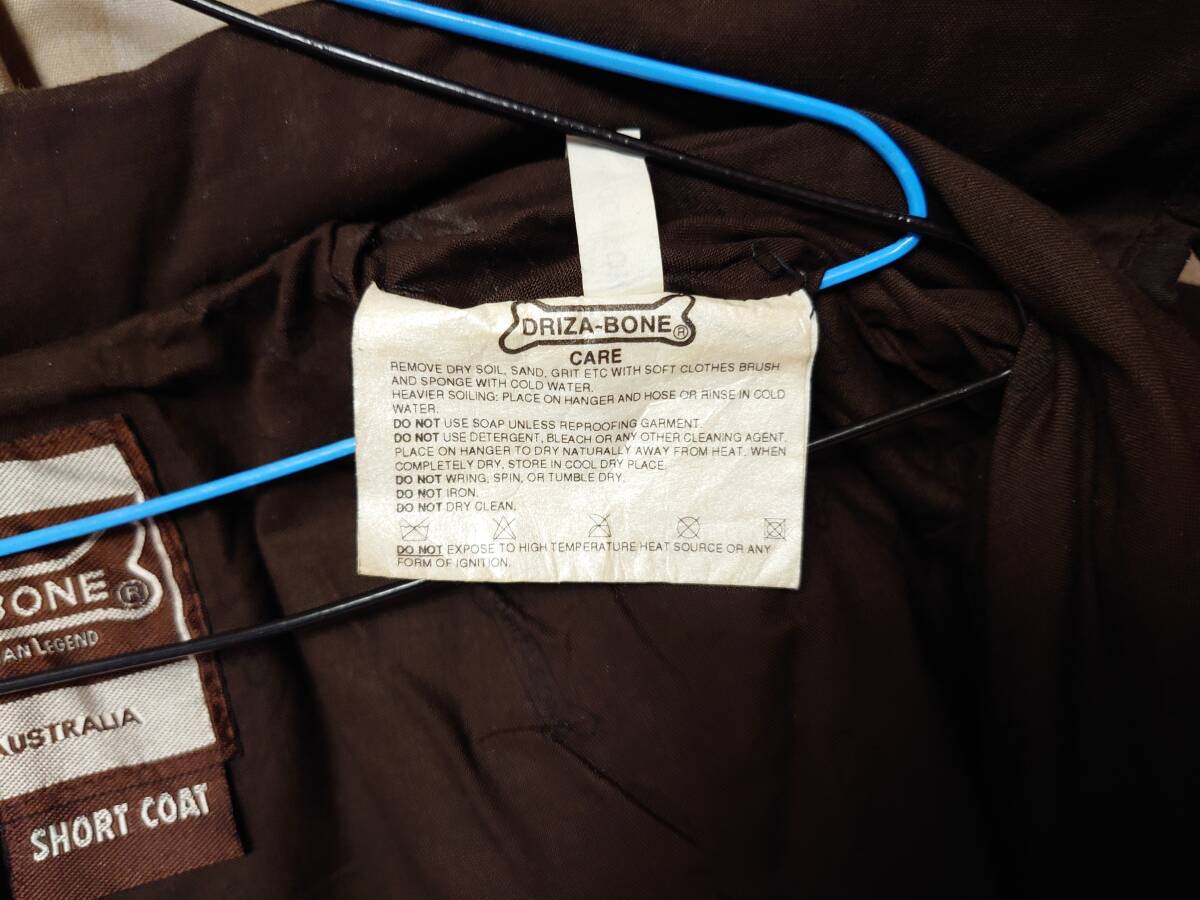 DRIZA-BONE®
CARE
REMOVE DRY SOIL, SAND, GRIT ETC WITH SOFT CLOTHES BRUSH
AND SPONGE WITH COLD WATER.
HEAVIER SOILING: PLACE ON HANGER AND HOSE OR RINSE IN COLD
WATER.
DO NOT USE SOAP UNLESS REPROOFING GARMENT.
DO NOT USE DETERGENT, BLEACH OR ANY OTHER CLEANING AGENT.
PLACE ON HANGER TO DRY NATURALLY AWAY FROM HEAT. WHEN
COMPLETELY DRY, STORE IN COOL DRY PLACE.
DO NOT WRING, SPIN, OR TUMBLE DRY.
DO NOT IRON.
DO NOT DRY CLEAN.
DO NOT EXPOSE TO HIGH TEMPERATURE HEAT SOURCE OR ANY
FORM OF IGNITION.
BONE®
AN LEGEND
AUSTRALIA
SHORT COAT